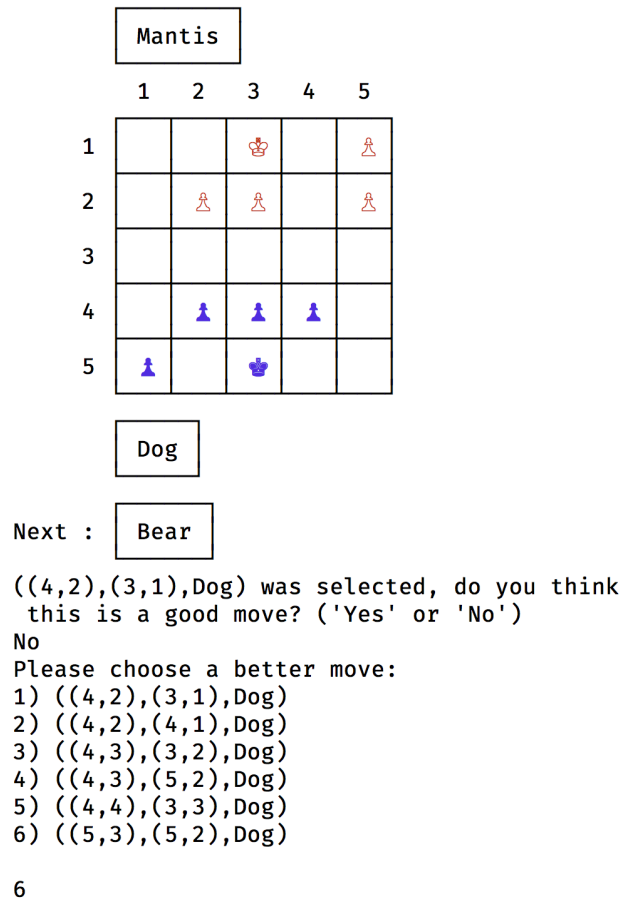 Mantis
1 2 3 4 5
1 ♔ ♙
2 ♙ ♙ ♙
3
4 ♟ ♟ ♟
5 ♟ ♚
Dog
Next : Bear
((4,2),(3,1),Dog) was selected, do you think
this is a good move? ('Yes' or 'No')
No
Please choose a better move:
1) ((4,2),(3,1),Dog)
2) ((4,2),(4,1),Dog)
3) ((4,3),(3,2),Dog)
4) ((4,3),(5,2),Dog)
5) ((4,4),(3,3),Dog)
6) ((5,3),(5,2),Dog)
6